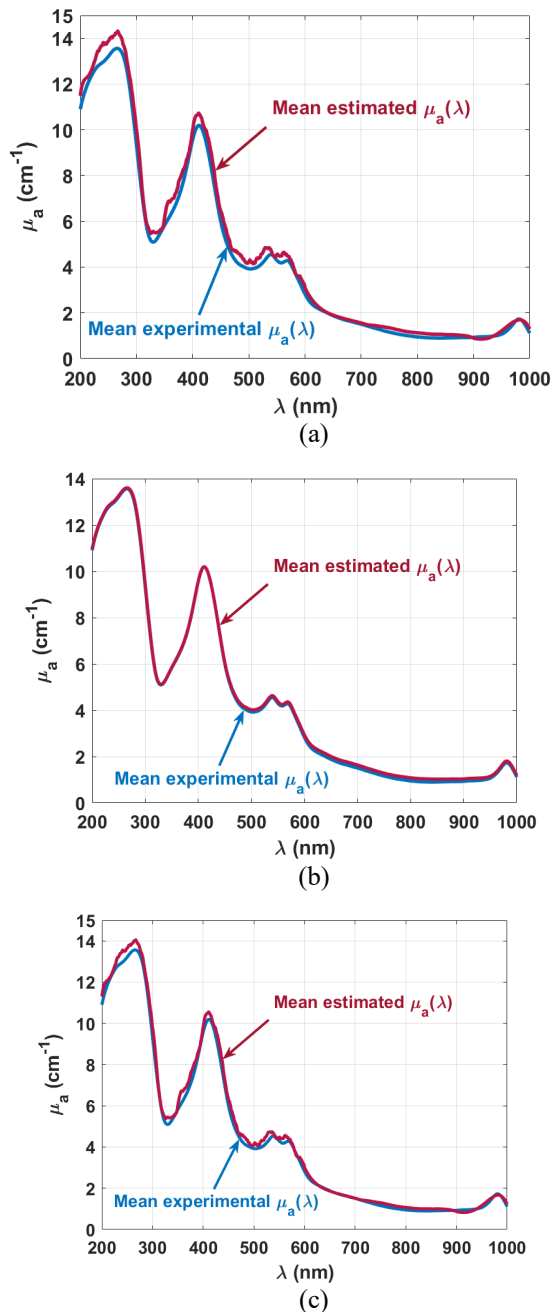 15
14
12
10
8
6
4
2
0
μa (cm-1)
Mean estimated μa(λ)
Mean experimental μa(λ)
200 300 400 500 600 700 800 900 1000
λ (nm)
(a)
14
12
10
8
6
4
2
0
μa (cm-1)
Mean estimated μa(λ)
Mean experimental μa(λ)
200 300 400 500 600 700 800 900 1000
λ (nm)
(b)
15
14
12
10
8
6
4
2
0
μa (cm-1)
Mean estimated μa(λ)
Mean experimental μa(λ)
200 300 400 500 600 700 800 900 1000
λ (nm)
(c)